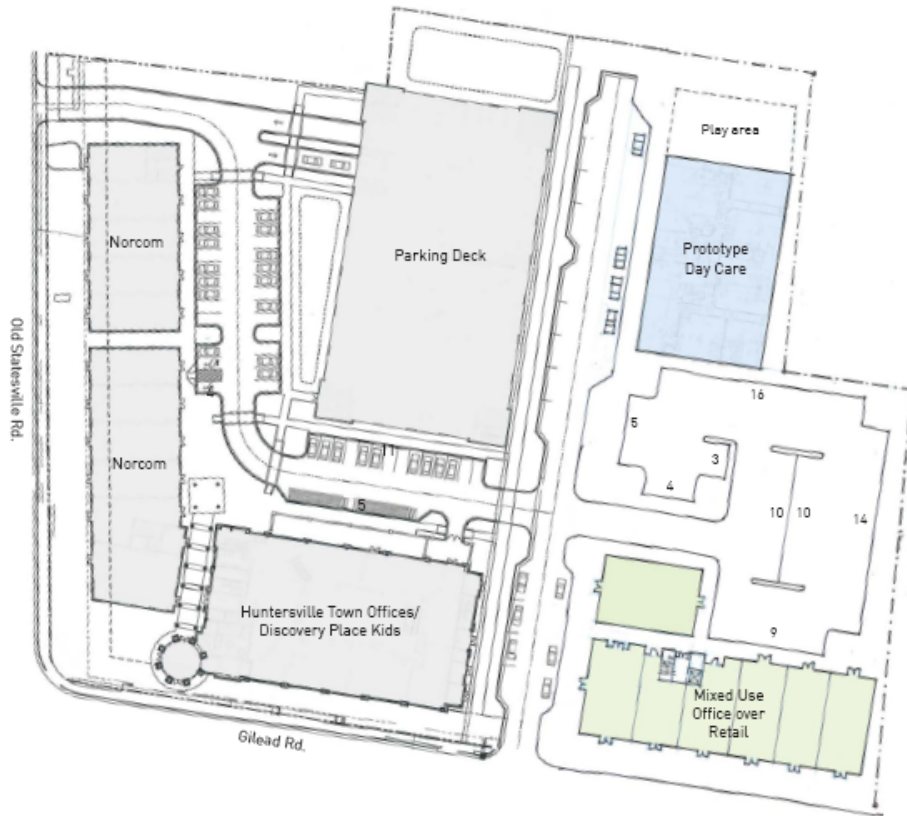 Play area
Norcom
Parking Deck
Prototype
Day Care
Old Statesville Rd.
16
5
3
4
11
Norcom
5
10
10
14
9
Huntersville Town Offices/
Discovery Place Kids
Mixed Use
Office over
Retail
Gilead Rd.